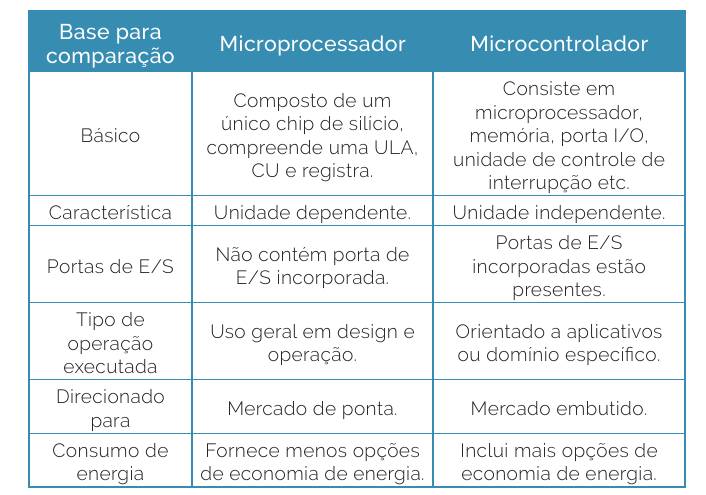 Base para
comparação
Microprocessador
Microcontrolador
Básico
Composto de um
único chip de silício,
compreende uma ULA,
CU e registra.
Consiste em
microprocessador,
memória, porta I/O,
unidade de controle de
interrupção etc.
Característica
Unidade dependente.
Unidade independente.
Portas de E/S
Não contém porta de
E/S incorporada.
Portas de E/S
incorporadas estão
presentes.
Tipo de
operação
executada
Uso geral em design e
operação.
Orientado a aplicativos
ou domínio específico.
Direcionado
para
Mercado de ponta.
Mercado embutido.
Consumo de
energia
Fornece menos opções
de economia de energia.
Inclui mais opções de
economia de energia.